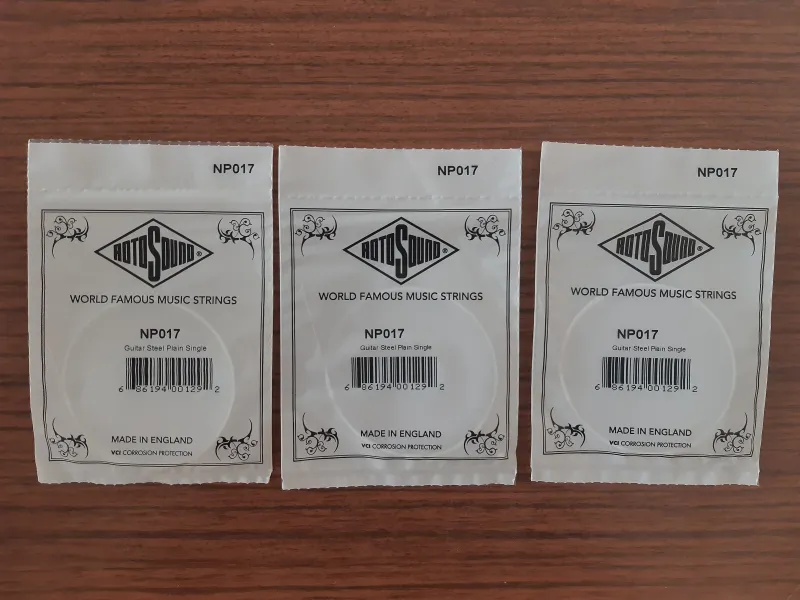 NP017
ROTOSOUND®
WORLD FAMOUS MUSIC STRINGS
NP017
Guitar Steel Plain Single
6 86194 00129 2
MADE IN ENGLAND
VCI CORROSION PROTECTION
NP017
ROTOSOUND®
WORLD FAMOUS MUSIC STRINGS
NP017
Guitar Steel Plain Single
6 86194 00129 2
MADE IN ENGLAND
VCI CORROSION PROTECTION
NP017
ROTOSOUND®
WORLD FAMOUS MUSIC STRINGS
NP017
Guitar Steel Plain Single
6 86194 00129 2
MADE IN ENGLAND
VCI CORROSION PROTECTION